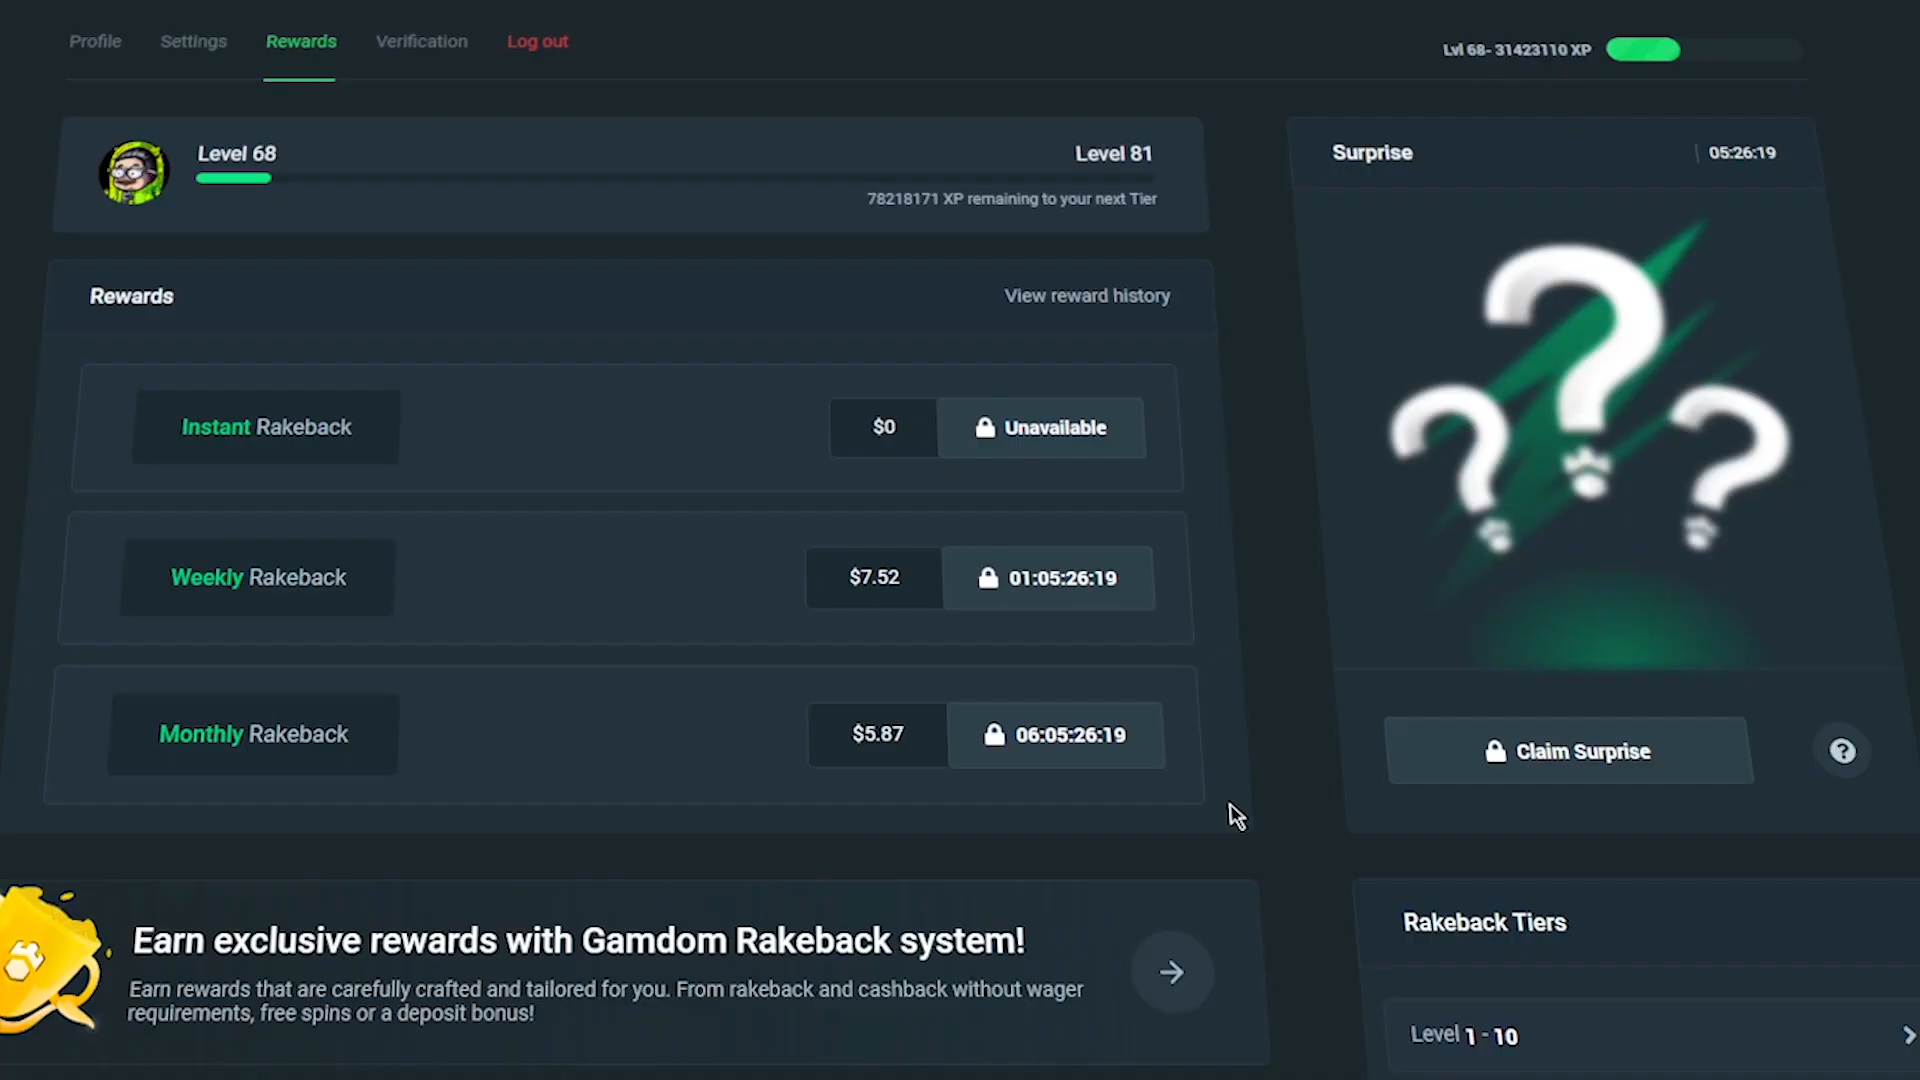 Profile
Settings
Rewards
Verification
Log out
Lvl 68- 31423110 XP
Level 68
Level 81
78218171 XP remaining to your next Tier
Rewards
View reward history
Instant Rakeback
$0
Unavailable
Weekly Rakeback
$7.52
01:05:26:19
Monthly Rakeback
$5.87
06:05:26:19
Surprise
05:26:19
Claim Surprise
?
Earn exclusive rewards with Gamdom Rakeback system!
Earn rewards that are carefully crafted and tailored for you. From rakeback and cashback without wager
requirements, free spins or a deposit bonus!
Rakeback Tiers
Level 1 - 10